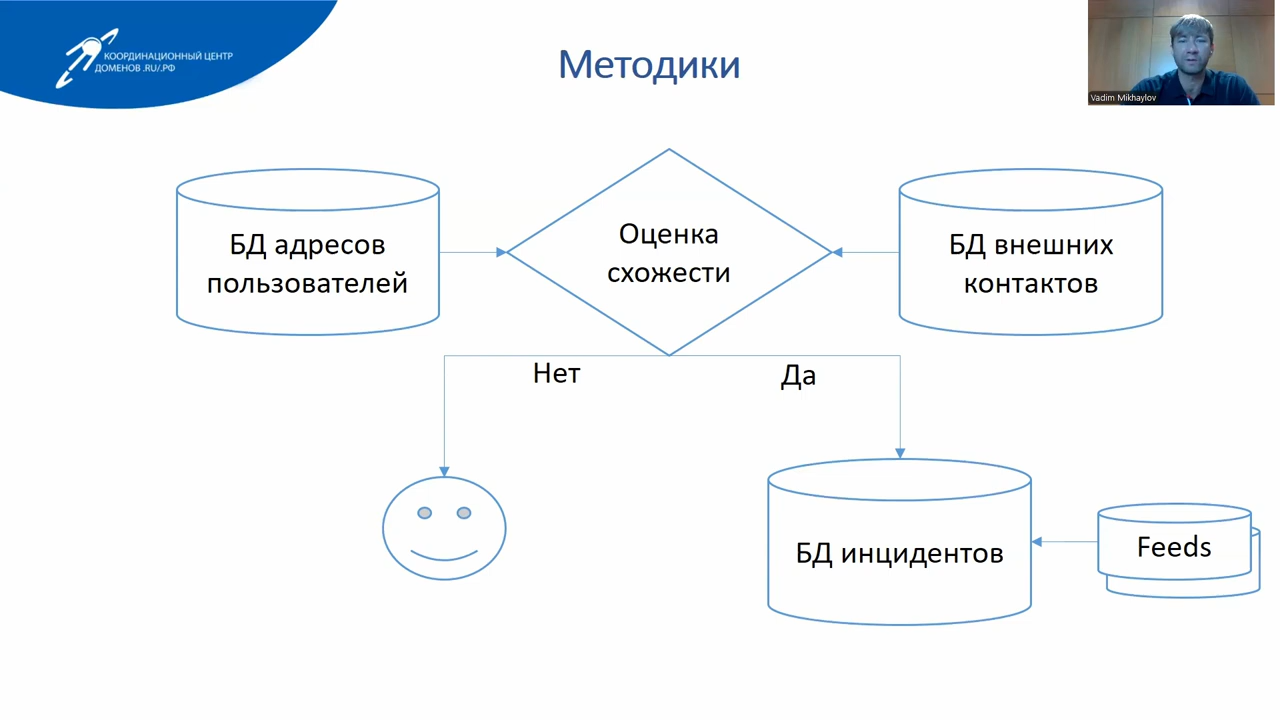 КООРДИНАЦИОННЫЙ ЦЕНТР
ДОМЕНОВ .RU/.РФ
Методики
Vadim Mikhaylov
БД адресов
пользователей
Оценка
схожести
БД внешних
контактов
Нет
Да
БД инцидентов
Feeds